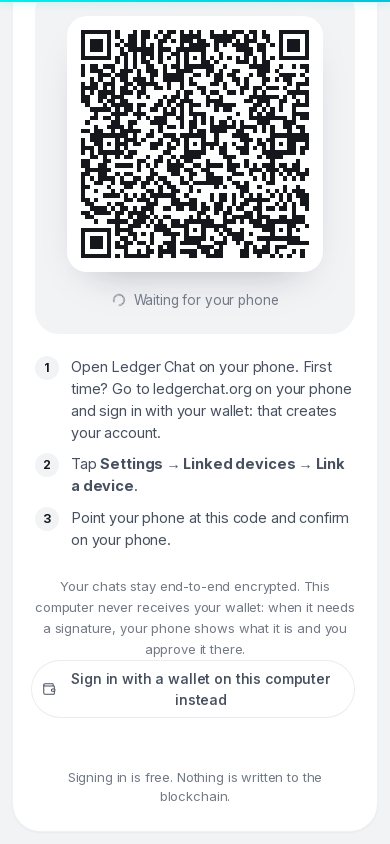 Waiting for your phone
1 Open Ledger Chat on your phone. First
time? Go to ledgerchat.org on your phone
and sign in with your wallet: that creates
your account.
2 Tap Settings → Linked devices → Link
a device.
3 Point your phone at this code and confirm
on your phone.
Your chats stay end-to-end encrypted. This
computer never receives your wallet: when it needs
a signature, your phone shows what it is and you
approve it there.
Sign in with a wallet on this computer
instead
Signing in is free. Nothing is written to the
blockchain.